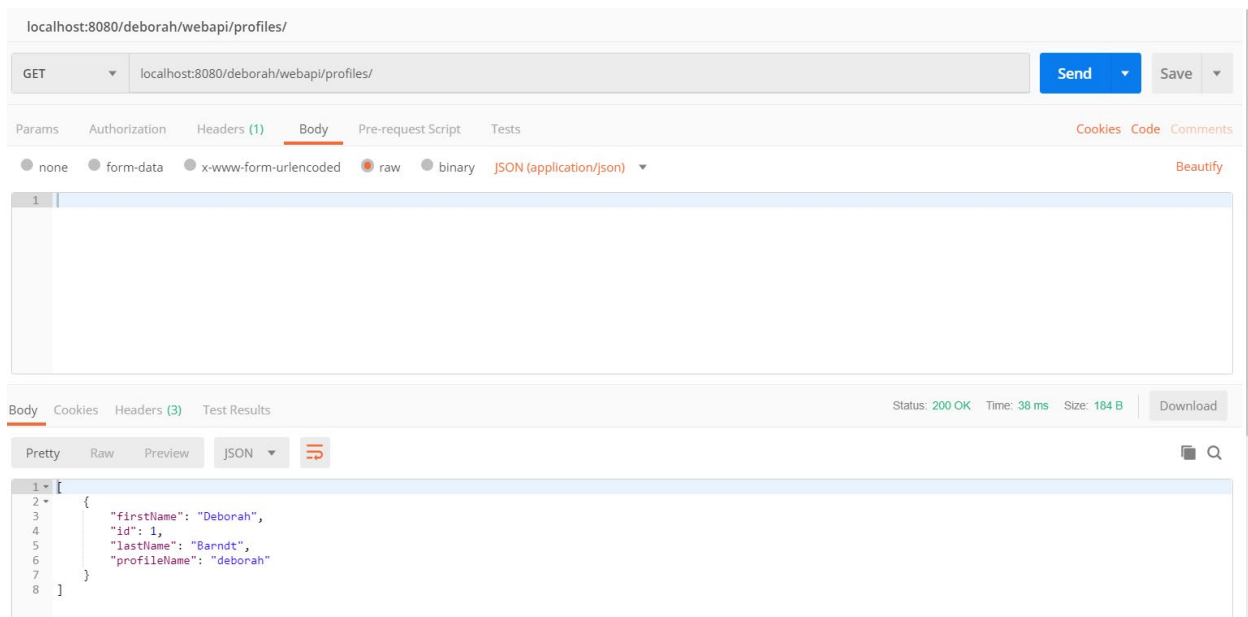 localhost:8080/deborah/webapi/profiles/
GET localhost:8080/deborah/webapi/profiles/ Send Save
Params Authorization Headers (1) Body Pre-request Script Tests Cookies Code Comments
none form-data x-www-form-urlencoded raw binary JSON (application/json) Beautify
1
Body Cookies Headers (3) Test Results Status: 200 OK Time: 38 ms Size: 184 B Download
Pretty Raw Preview JSON
1 [
2 {
3 "firstName": "Deborah",
4 "id": 1,
5 "lastName": "Barndt",
6 "profileName": "deborah"
7 }
8 ]